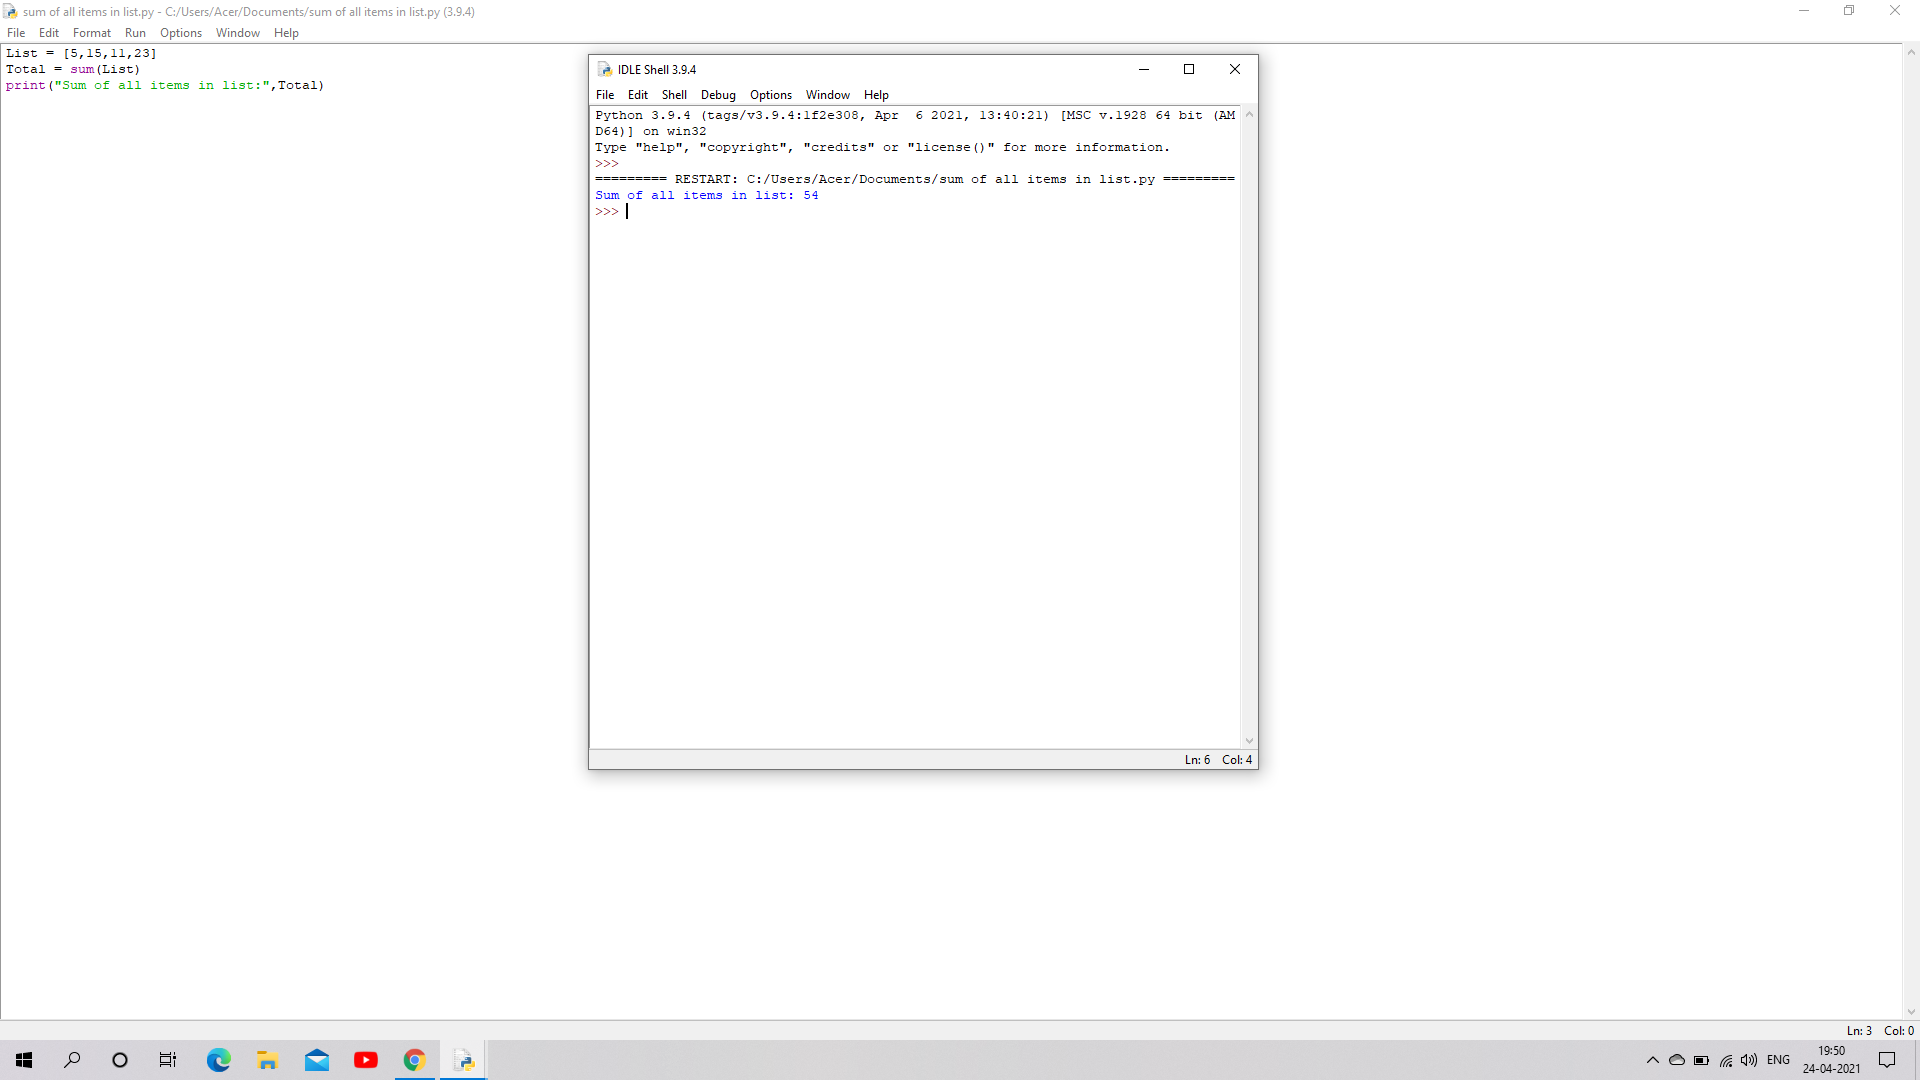 sum of all items in list.py - C:/Users/Acer/Documents/sum of all items in list.py (3.9.4)
File Edit Format Run Options Window Help
List = [5,15,11,23]
Total = sum(List)
print("Sum of all items in list:",Total)
IDLE Shell 3.9.4
File Edit Shell Debug Options Window Help
Python 3.9.4 (tags/v3.9.4:1f2e308, Apr  6 2021, 13:40:21) [MSC v.1928 64 bit (AM
D64)] on win32
Type "help", "copyright", "credits" or "license()" for more information.
>>>
========= RESTART: C:/Users/Acer/Documents/sum of all items in list.py =========
Sum of all items in list: 54
>>>
Ln: 6 Col: 4
Ln: 3 Col: 0
ENG
19:50
24-04-2021